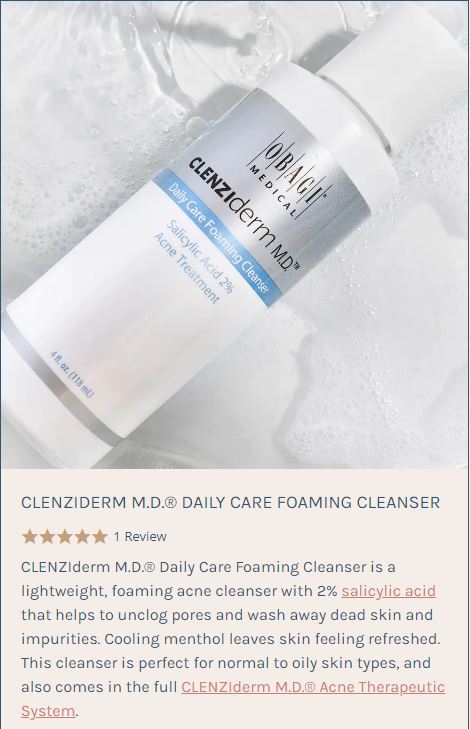 OBAGI®
MEDICAL
CLENZIderm M.D.™
Daily Care Foaming Cleanser
Salicylic Acid 2%
Acne Treatment
4 fl. oz. (118 mL)
CLENZIDERM M.D.® DAILY CARE FOAMING CLEANSER
1 Review
CLENZIderm M.D.® Daily Care Foaming Cleanser is a
lightweight, foaming acne cleanser with 2% salicylic acid
that helps to unclog pores and wash away dead skin and
impurities. Cooling menthol leaves skin feeling refreshed.
This cleanser is perfect for normal to oily skin types, and
also comes in the full CLENZIderm M.D.® Acne Therapeutic
System.